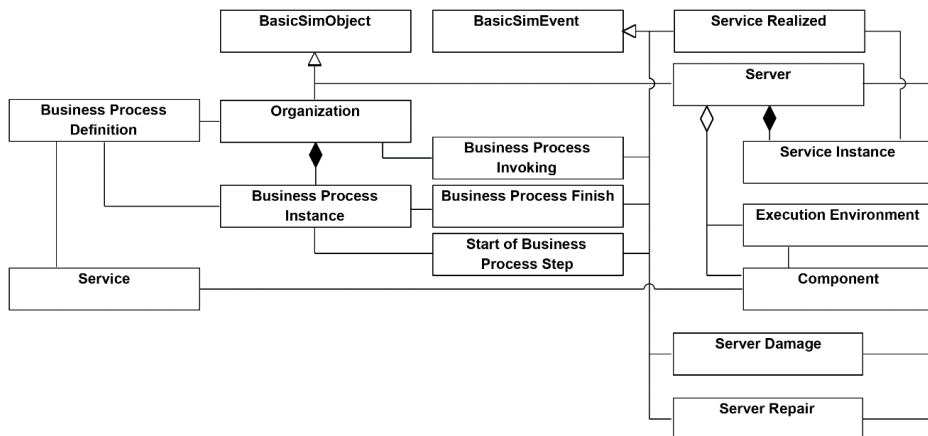 BasicSimObject
BasicSimEvent
Service Realized
Server
Business Process
Definition
Organization
Business Process
Invoking
Service Instance
Business Process
Instance
Business Process Finish
Execution Environment
Start of Business
Process Step
Service
Component
Server Damage
Server Repair